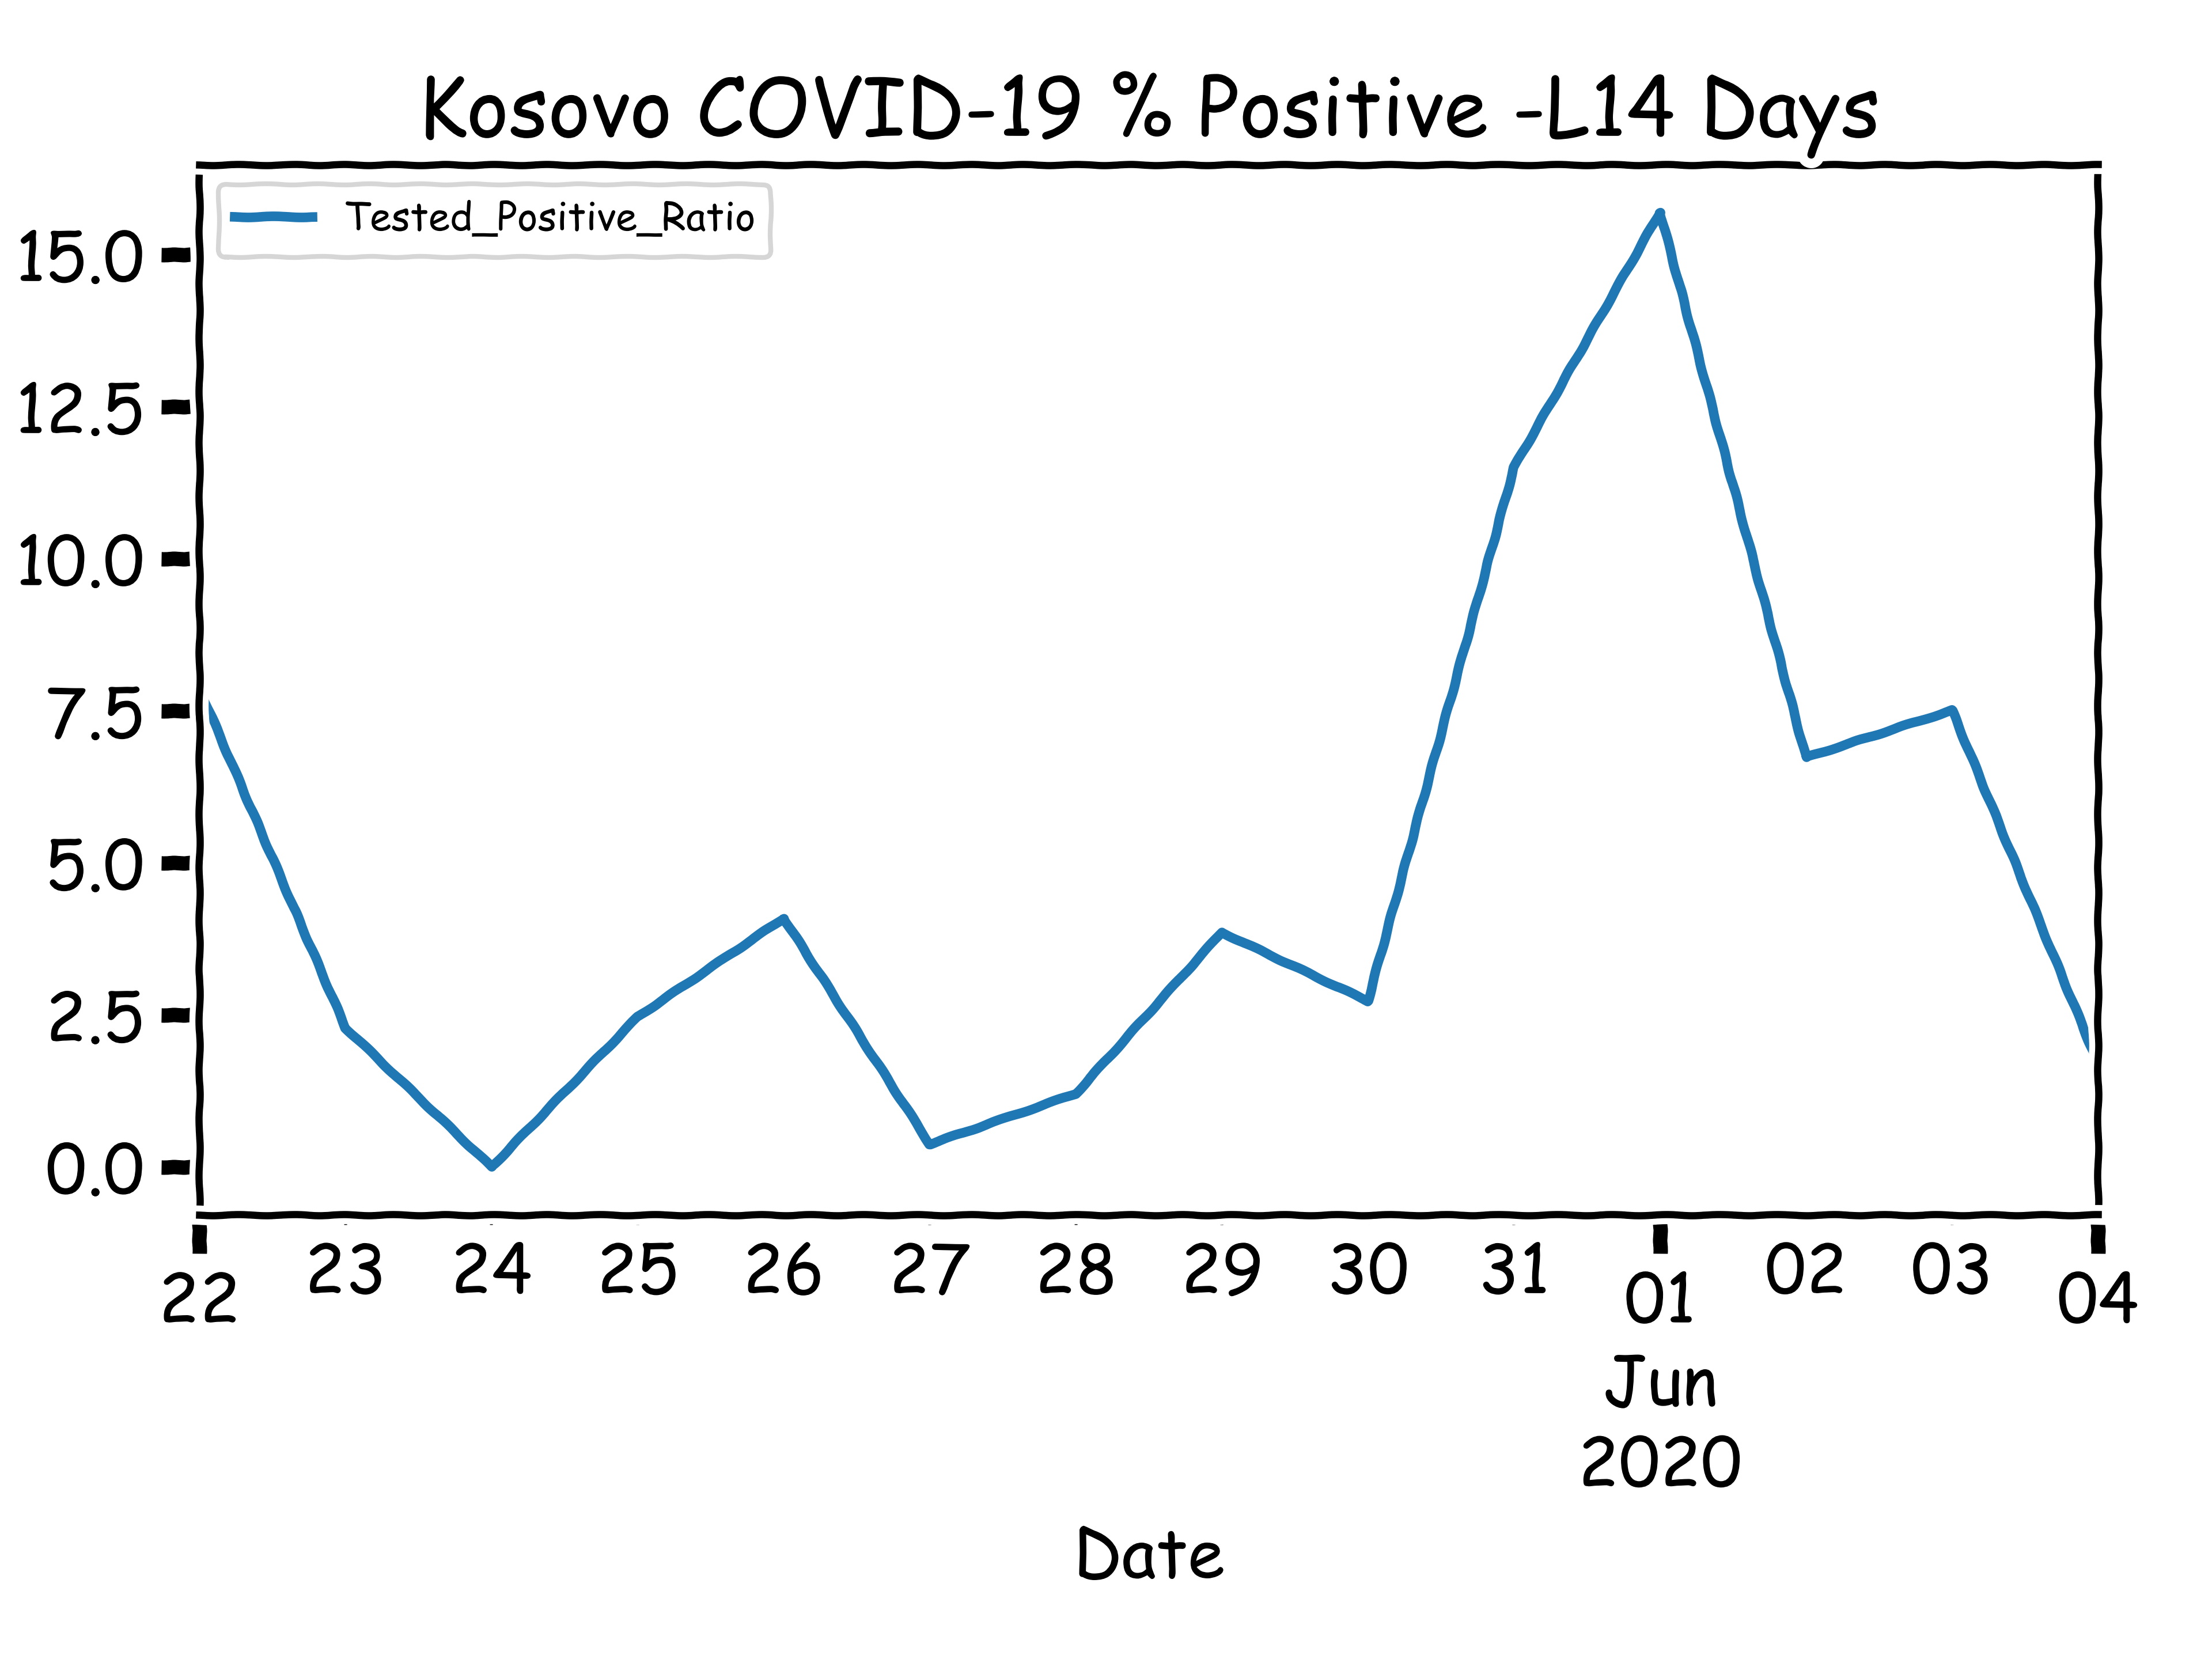 Kosovo COVID-19 % Positive -L14 Days
Tested_Positive_Ratio
15.0
12.5
10.0
7.5
5.0
2.5
0.0
22 23 24 25 26 27 28 29 30 31 01 02 03 04
Jun
2020
Date